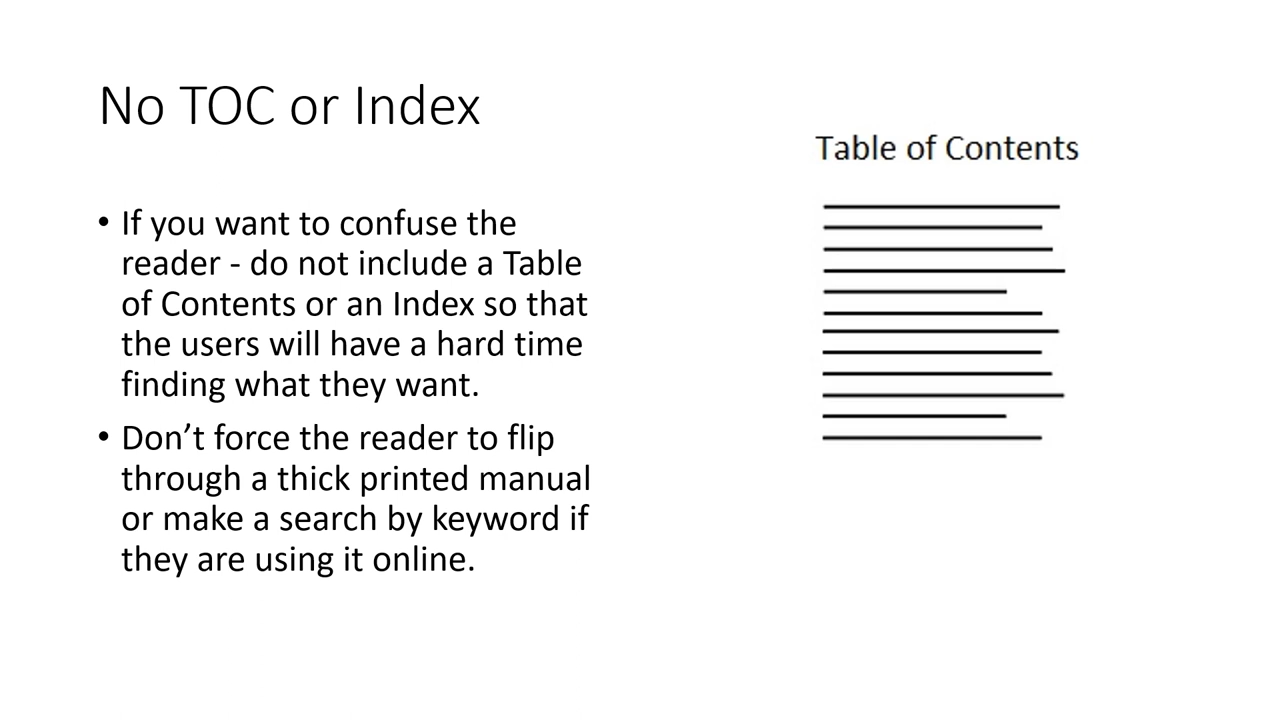 No TOC or Index
• If you want to confuse the
reader - do not include a Table
of Contents or an Index so that
the users will have a hard time
finding what they want.
• Don’t force the reader to flip
through a thick printed manual
or make a search by keyword if
they are using it online.
Table of Contents